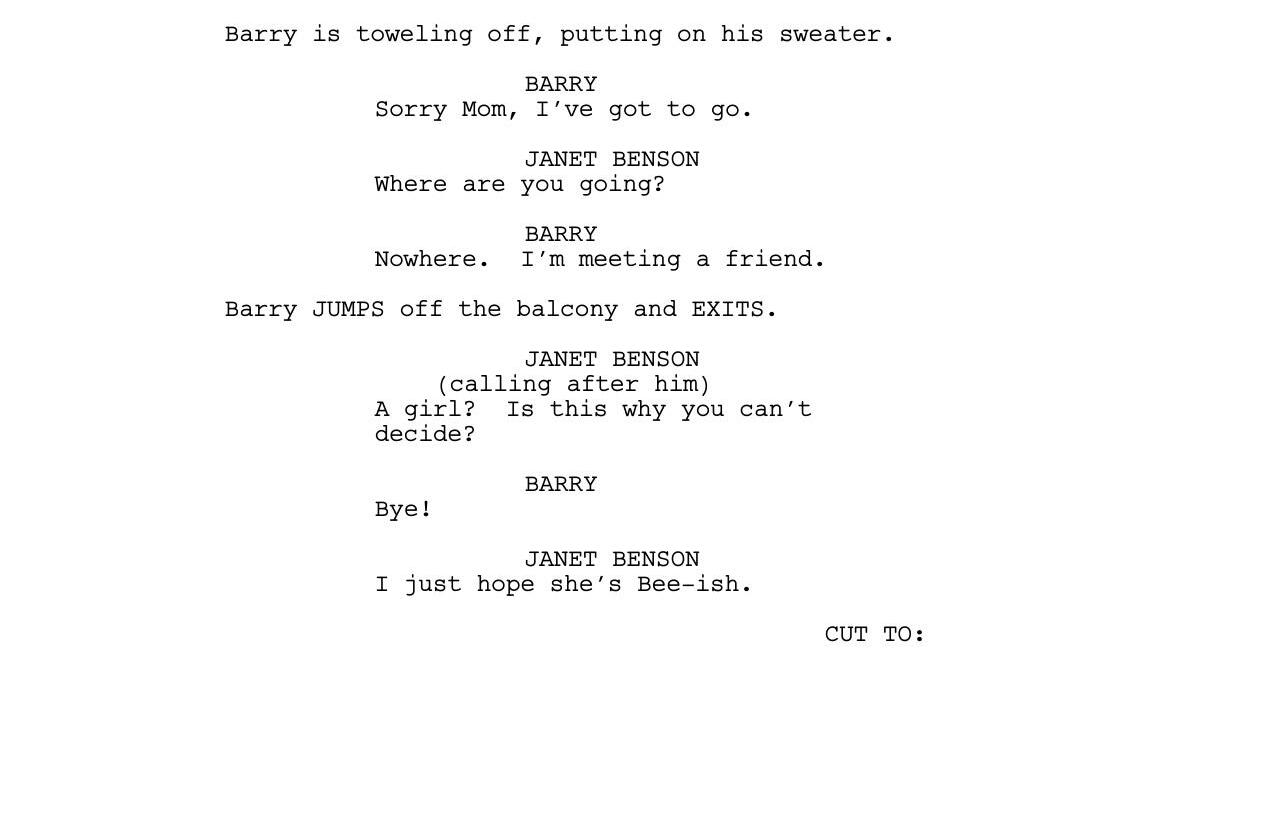 Barry is toweling off, putting on his sweater.
BARRY
Sorry Mom, I’ve got to go.
JANET BENSON
Where are you going?
BARRY
Nowhere.  I’m meeting a friend.
Barry JUMPS off the balcony and EXITS.
JANET BENSON
(calling after him)
A girl?  Is this why you can’t
decide?
BARRY
Bye!
JANET BENSON
I just hope she’s Bee-ish.
CUT TO: